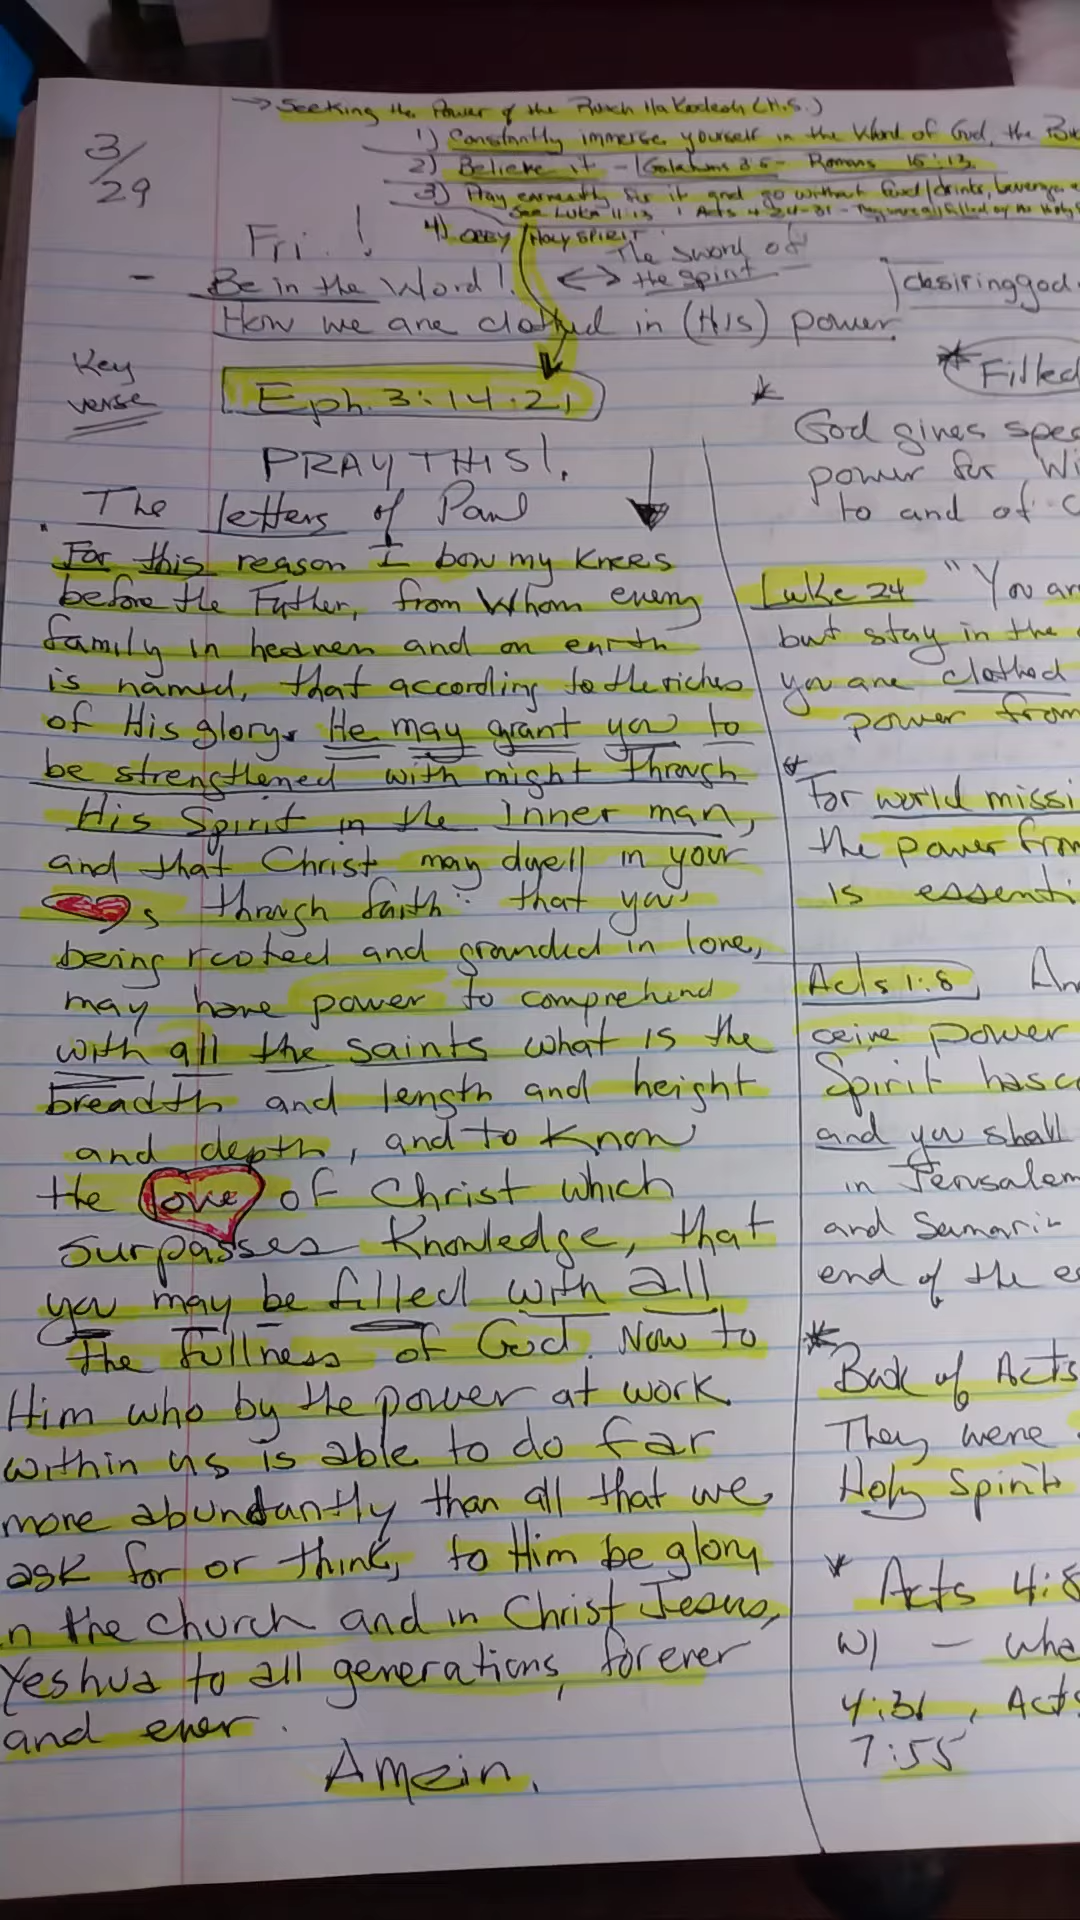 → Seeking the Power of the Ruach Ha Kodesh (H.S.)
1) Constantly immerse yourself in the Word of God, the
2) Believe it - Galatians 3:5 - Romans 15:13
3) Pray earnestly for it and go without food/drinks, beverage
See Luke 11:13 Acts 4:24-31 - They were all filled by the Holy
4) OBEY HOLY SPIRIT
3/29
Fri. !
The sword of
- Be in the Word! <-> the spirit -
desiringgod.
How we are clothed in (His) power.
Key verse
Eph. 3:14-21
PRAY THIS!
The letters of Paul
For this reason I bow my knees
before the Father, from Whom every
family in heaven and on earth
is named, that according to the riches
of His glory. He may grant you to
be strengthened with might through
His Spirit in the Inner man,
and that Christ may dwell in your
❤s through faith: that you
being rooted and grounded in love,
may have power to comprehend
with all the saints what is the
breadth and length and height
and depth, and to know
the love of Christ which
surpasses knowledge, that
you may be filled with all
the fullness of God. Now to
Him who by the power at work
within us is able to do far
more abundantly than all that we
ask for or think, to Him be glory
in the church and in Christ Jesus,
Yeshua to all generations, forever
and ever.
Amein.
* Filled
* God gives
power for
to and of
Luke 24 "You
but stay in the
you are clothed
power from
* For world
the power
is
Acts 1:8,
ceive power
Spirit has
and you shall
in Jerusalem
and Samaria
end of the
* Back of Acts
They were
Holy Spirit
* Acts 4:8
w/ -
4:31, Acts
7:55